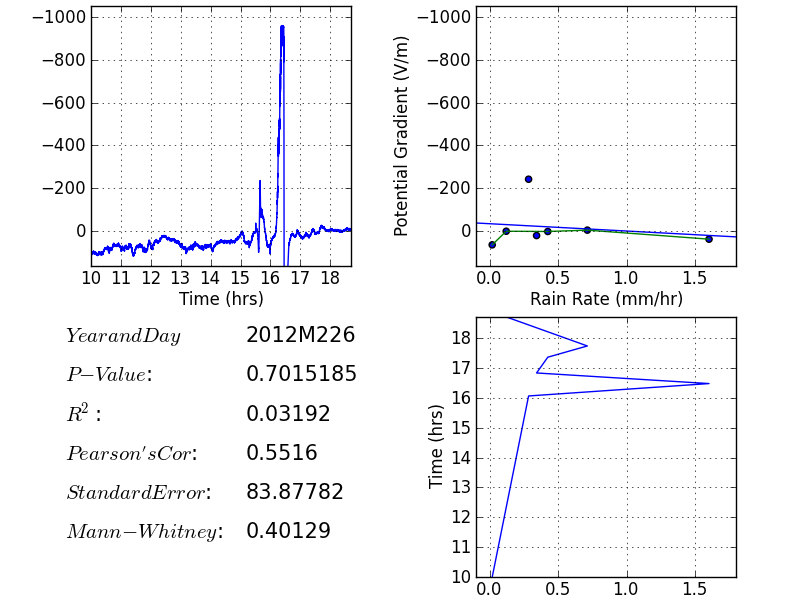 −1000
−800
−600
−400
−200
0
10 11 12 13 14 15 16 17 18
Time (hrs)
Potential Gradient (V/m)
−1000
−800
−600
−400
−200
0
0.0 0.5 1.0 1.5
Rain Rate (mm/hr)
YearandDay 2012M226
P−Value: 0.7015185
R² : 0.03192
Pearson′sCor: 0.5516
StandardError: 83.87782
Mann−Whitney: 0.40129
Time (hrs)
18
17
16
15
14
13
12
11
10
0.0 0.5 1.0 1.5